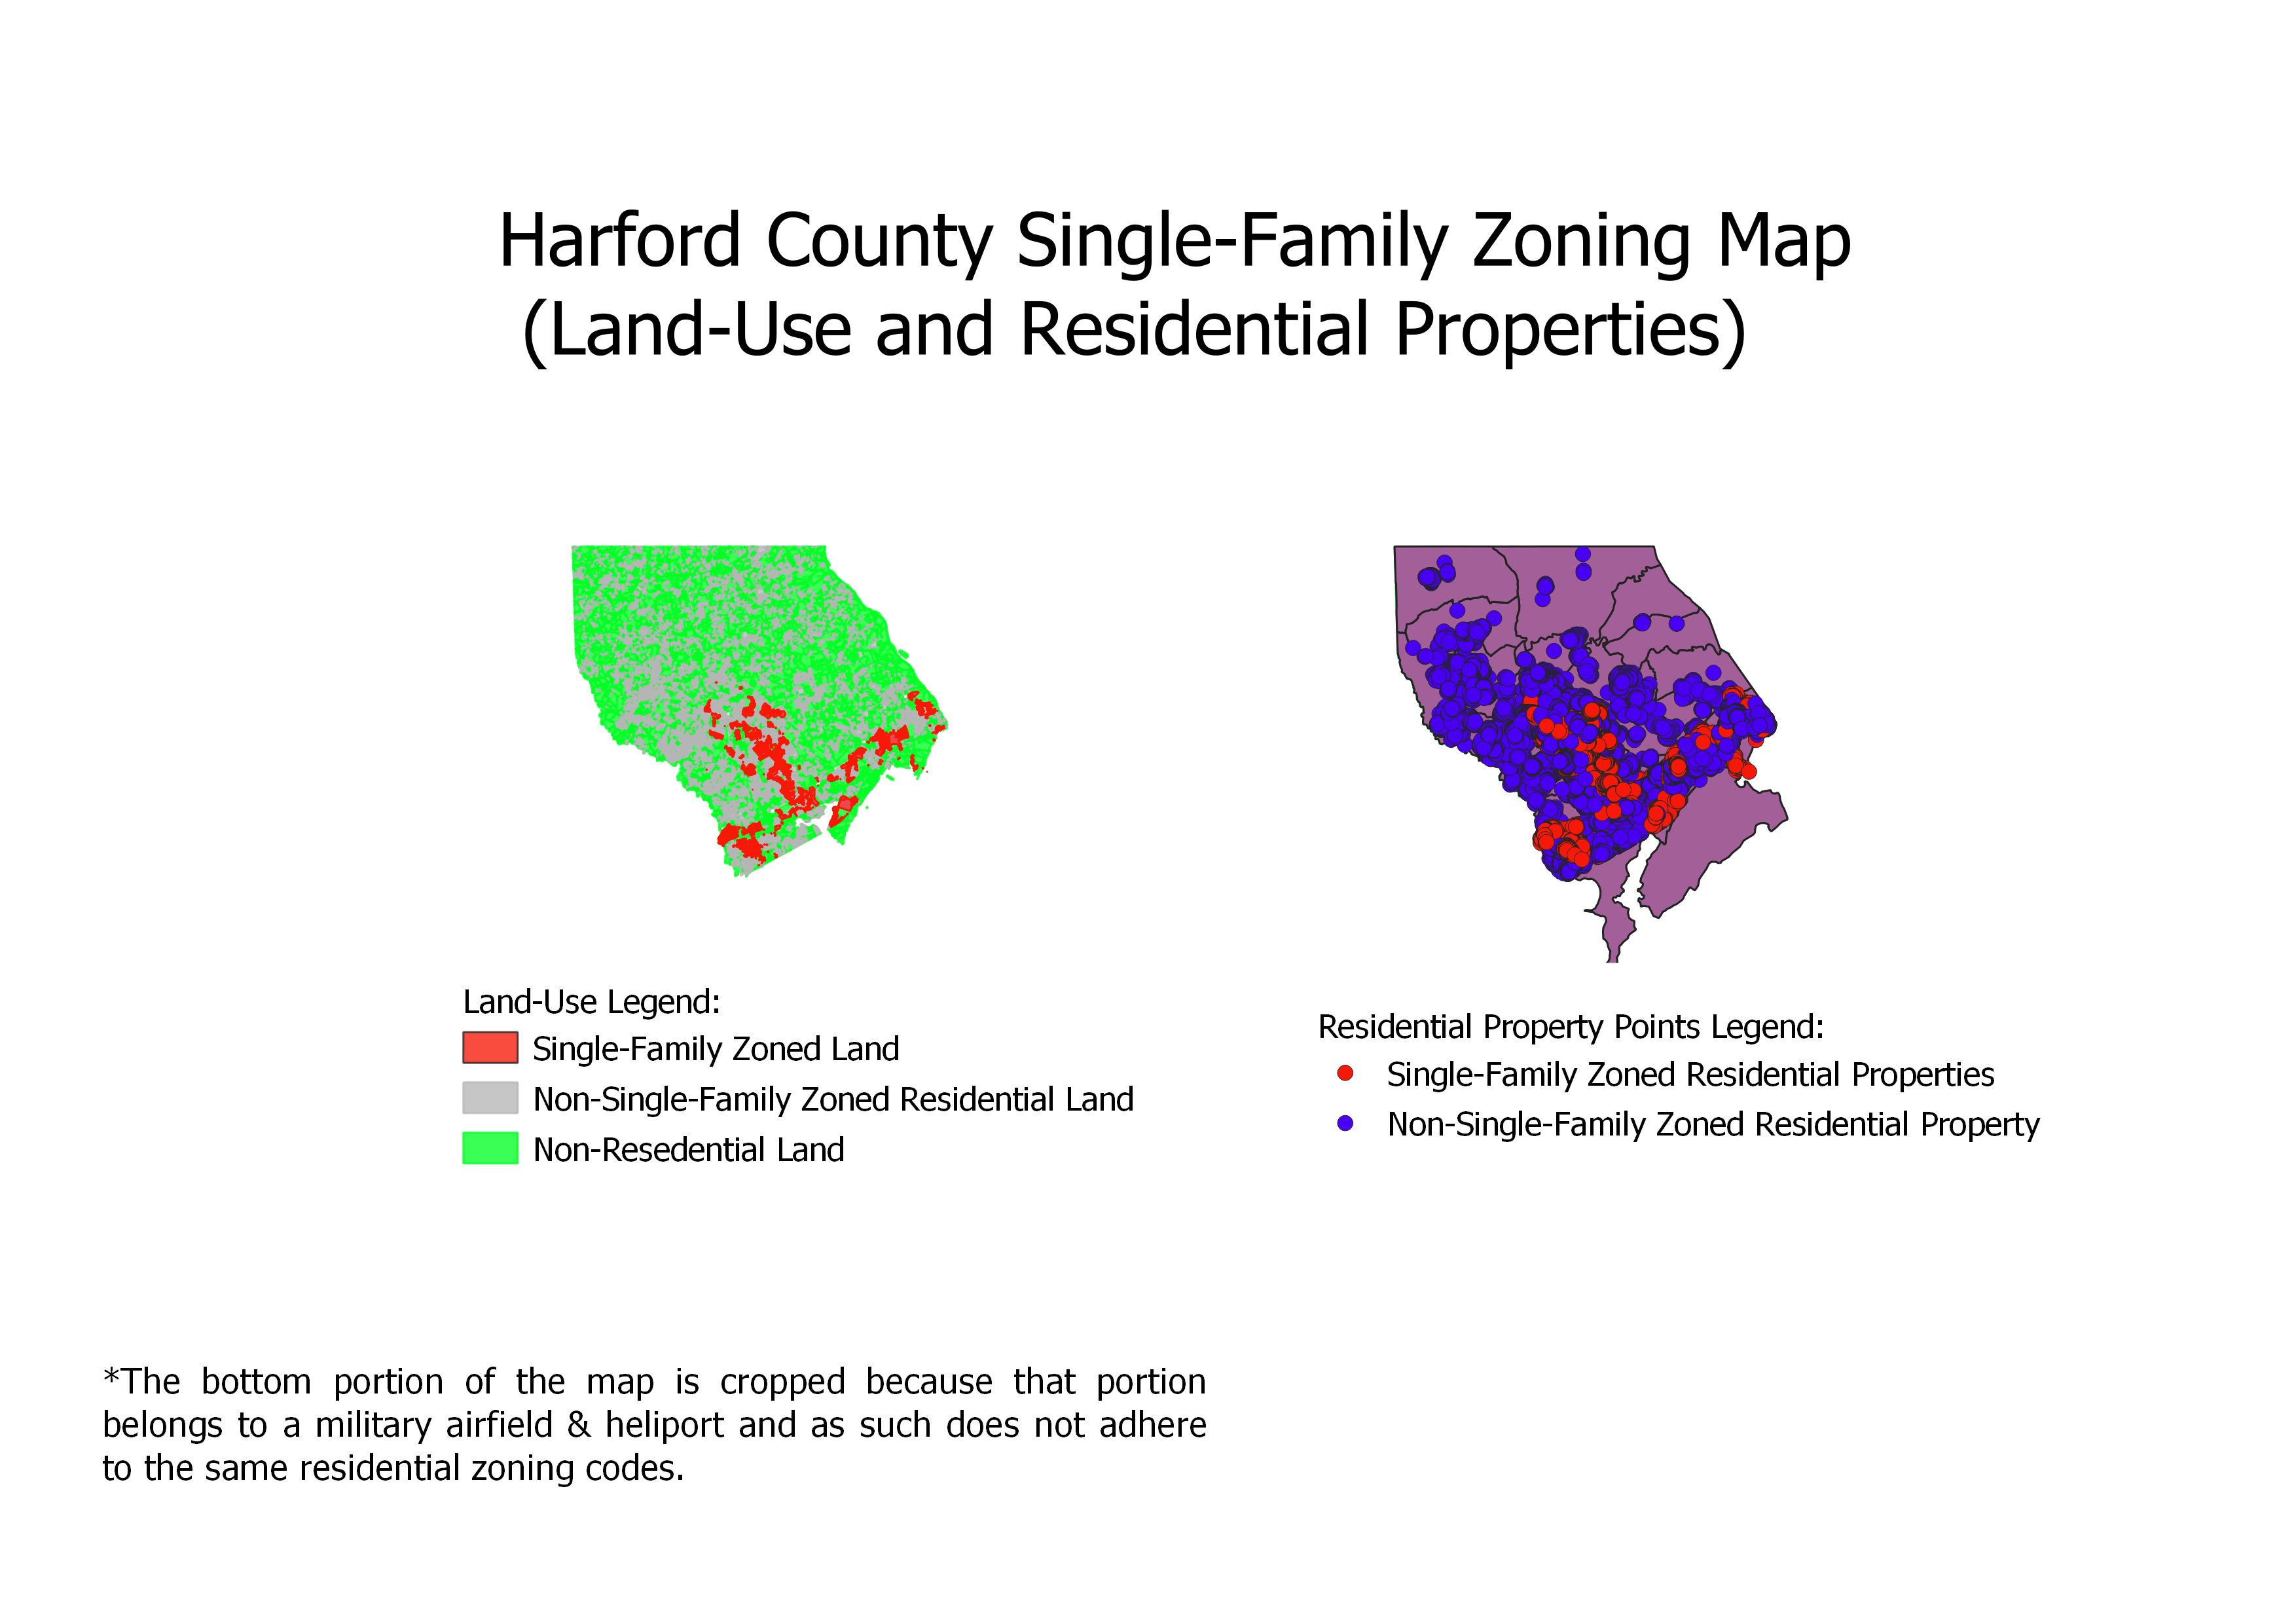 Harford County Single-Family Zoning Map
(Land-Use and Residential Properties)
Land-Use Legend:
Single-Family Zoned Land
Non-Single-Family Zoned Residential Land
Non-Resedential Land
Residential Property Points Legend:
Single-Family Zoned Residential Properties
Non-Single-Family Zoned Residential Property
*The bottom portion of the map is cropped because that portion
belongs to a military airfield & heliport and as such does not adhere
to the same residential zoning codes.